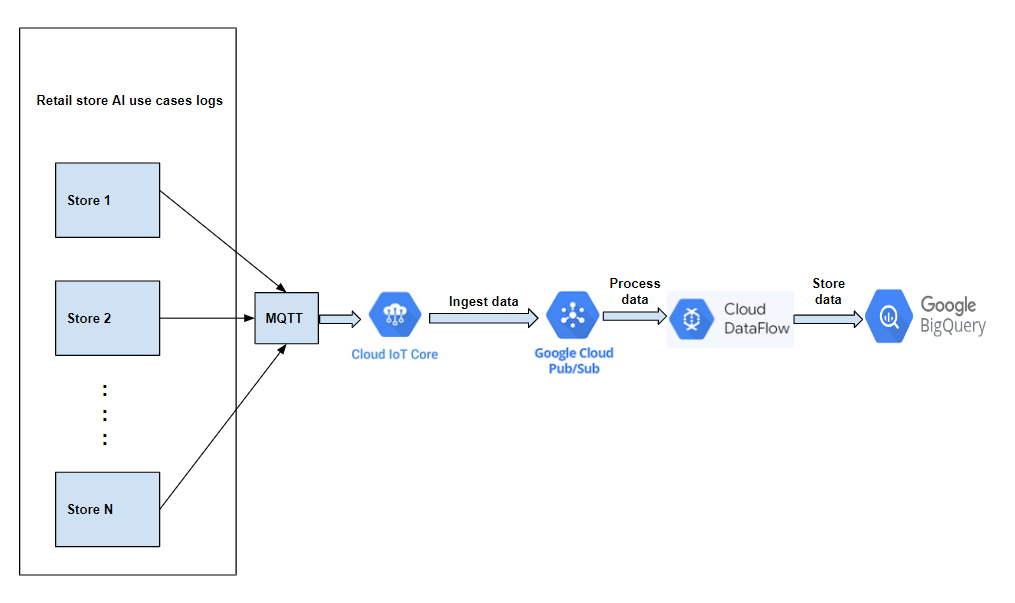 Retail store AI use cases logs
Store 1
Store 2
:
:
:
Store N
MQTT
Cloud IoT Core
Ingest data
Google Cloud
Pub/Sub
Process
data
Cloud
DataFlow
Store
data
Google
BigQuery